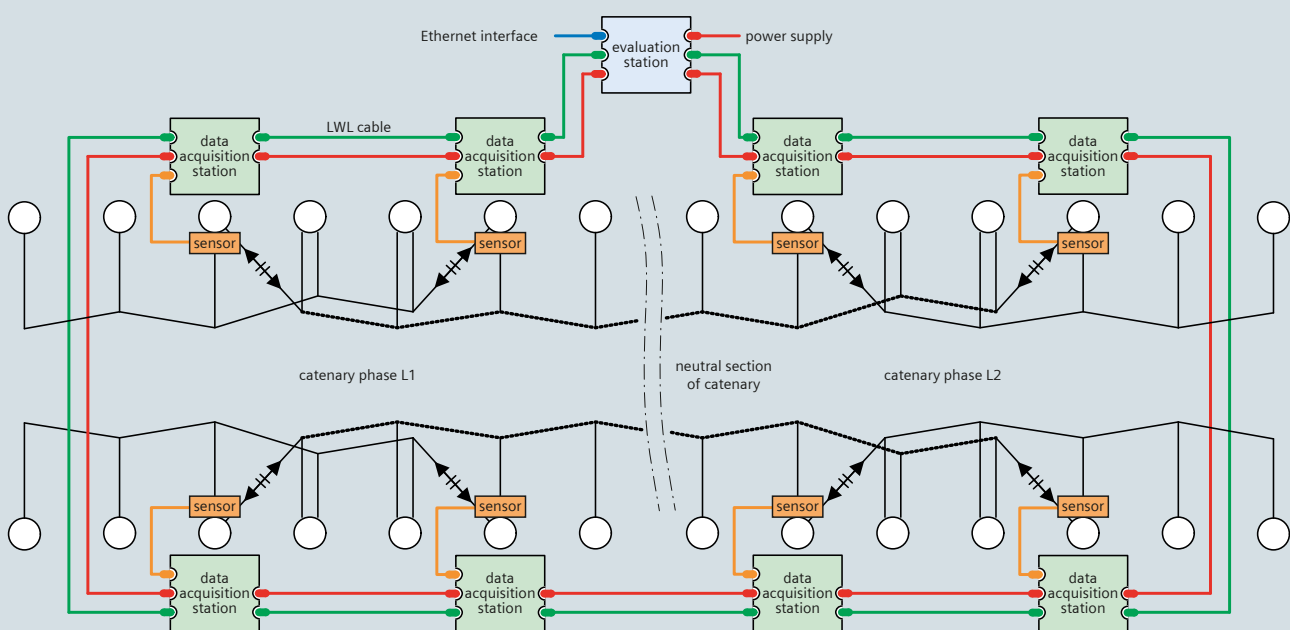 Ethernet interface
evaluation
station
power supply
data
acquisition
station
LWL cable
data
acquisition
station
data
acquisition
station
data
acquisition
station
sensor
sensor
sensor
sensor
catenary phase L1
neutral section
of catenary
catenary phase L2
sensor
sensor
sensor
sensor
data
acquisition
station
data
acquisition
station
data
acquisition
station
data
acquisition
station